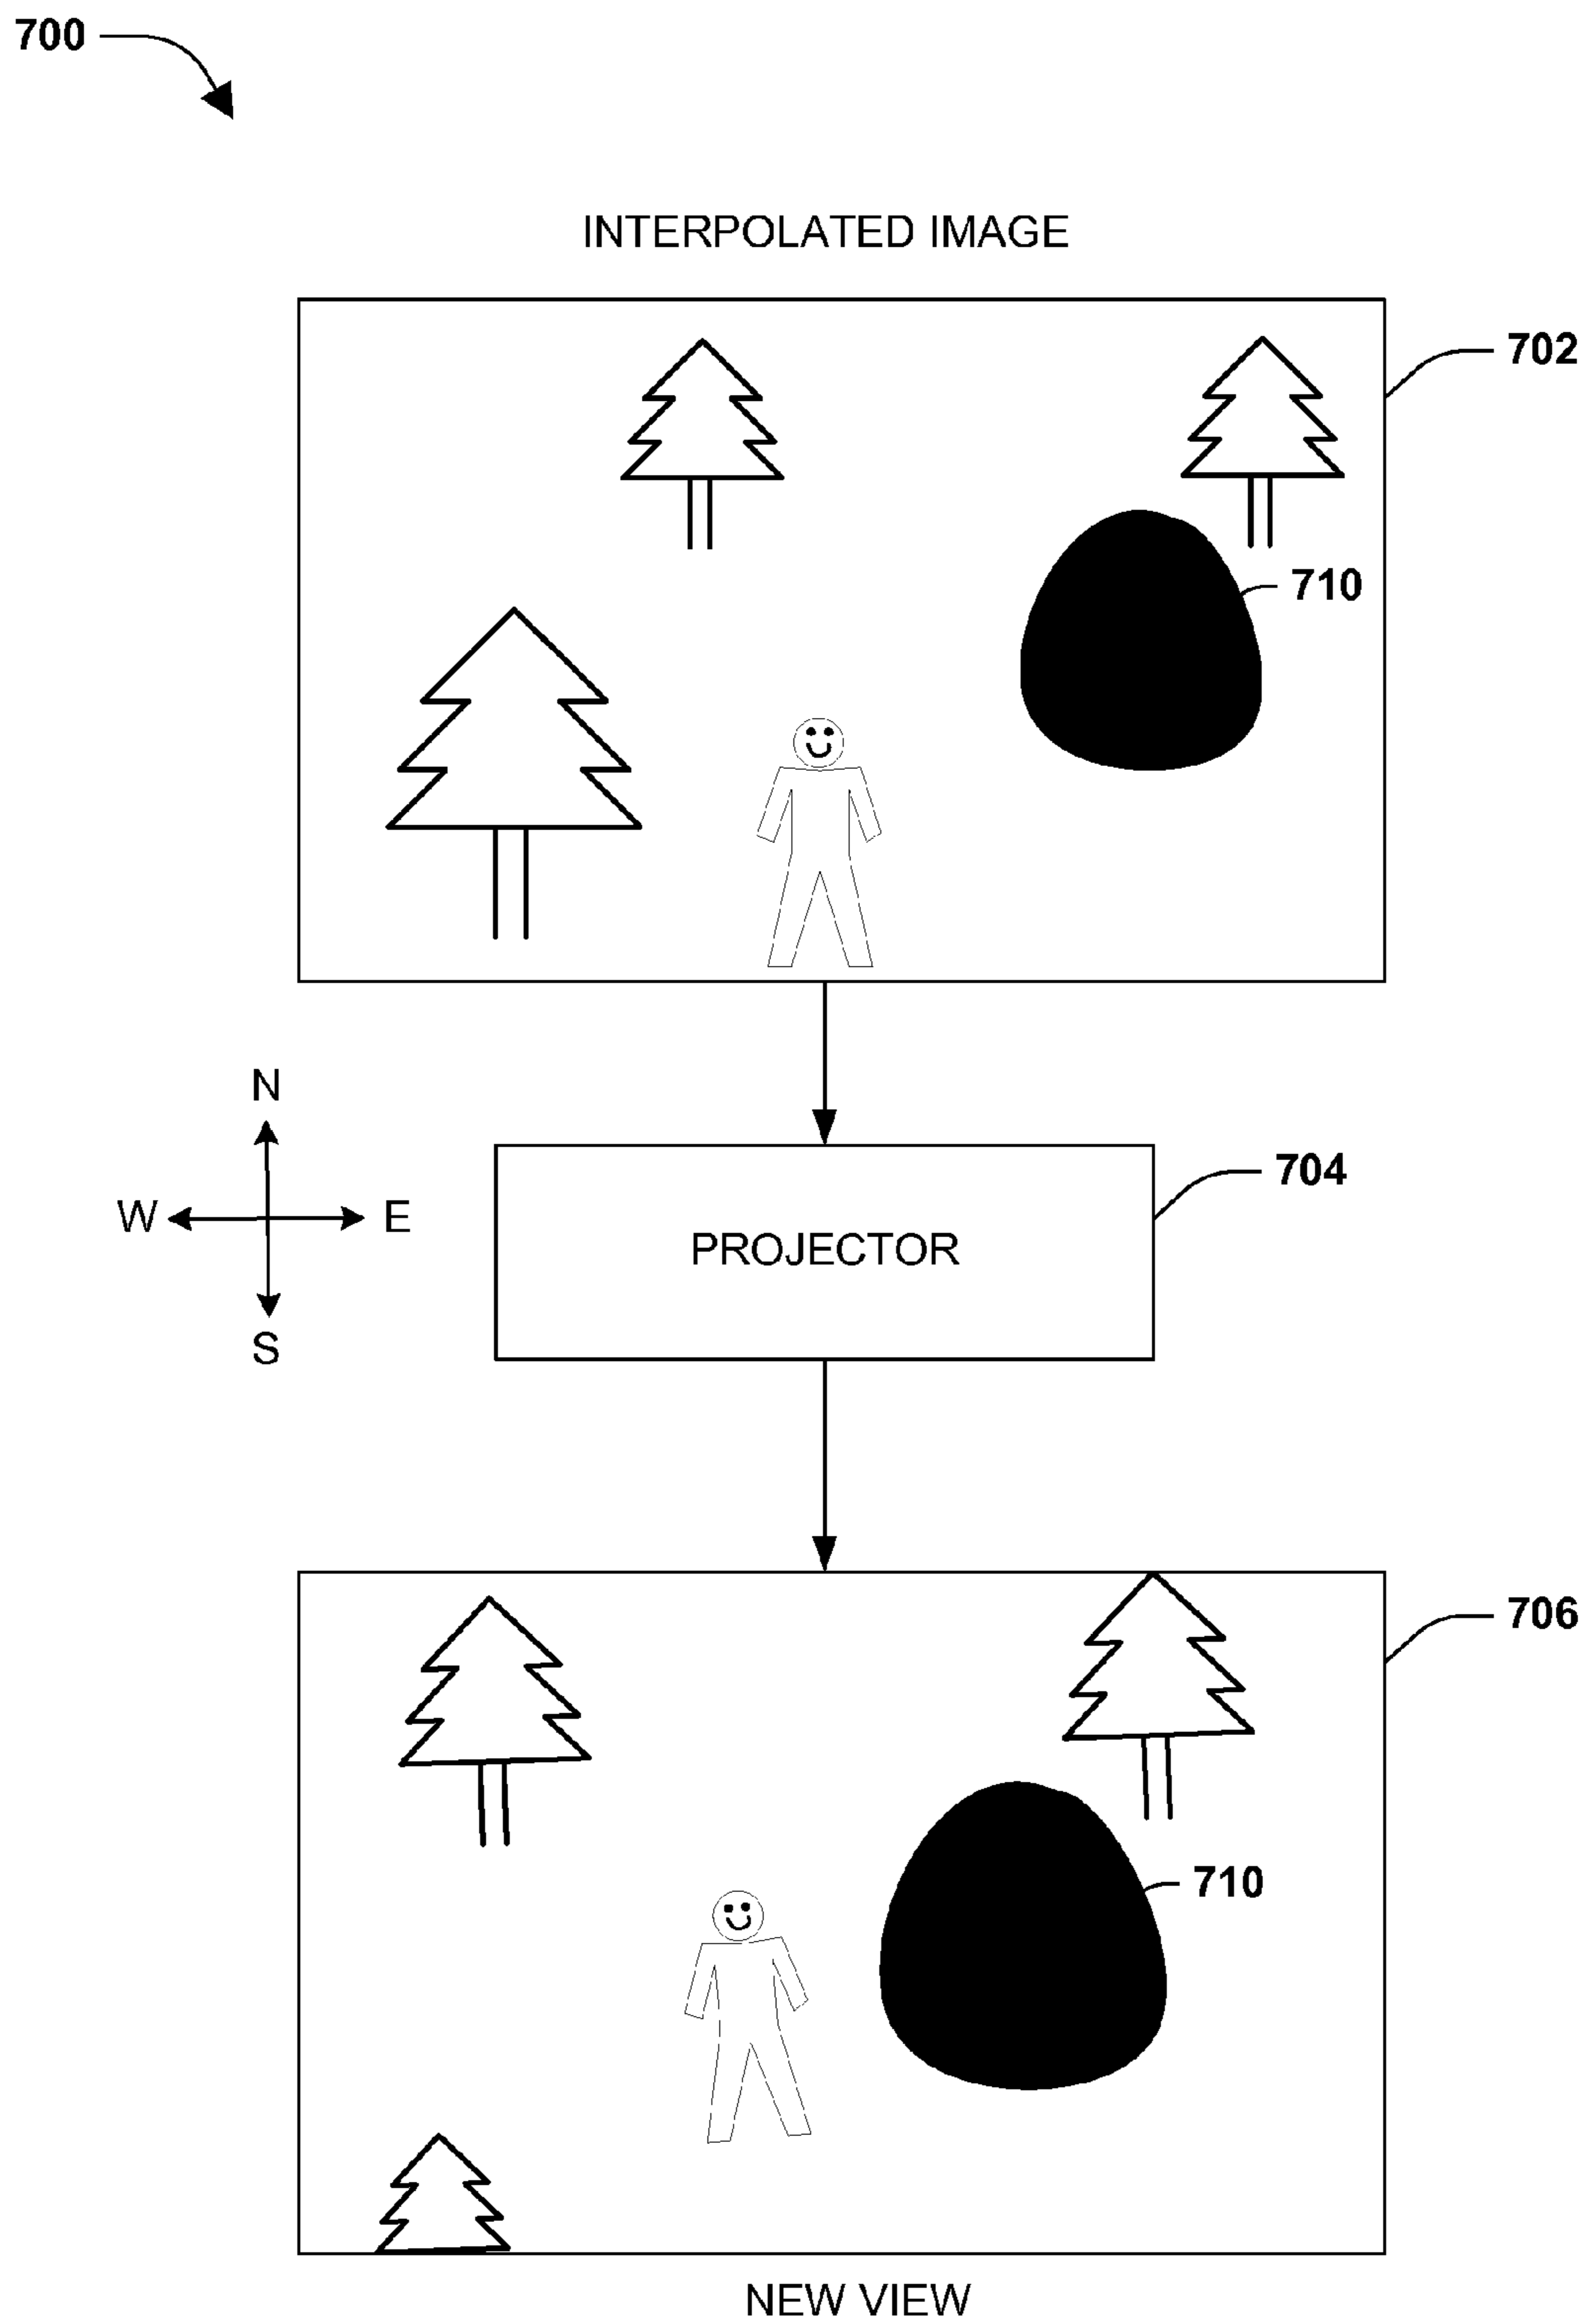 700
INTERPOLATED IMAGE
702
710
N
W
E
S
704
PROJECTOR
706
710
NEW VIEW